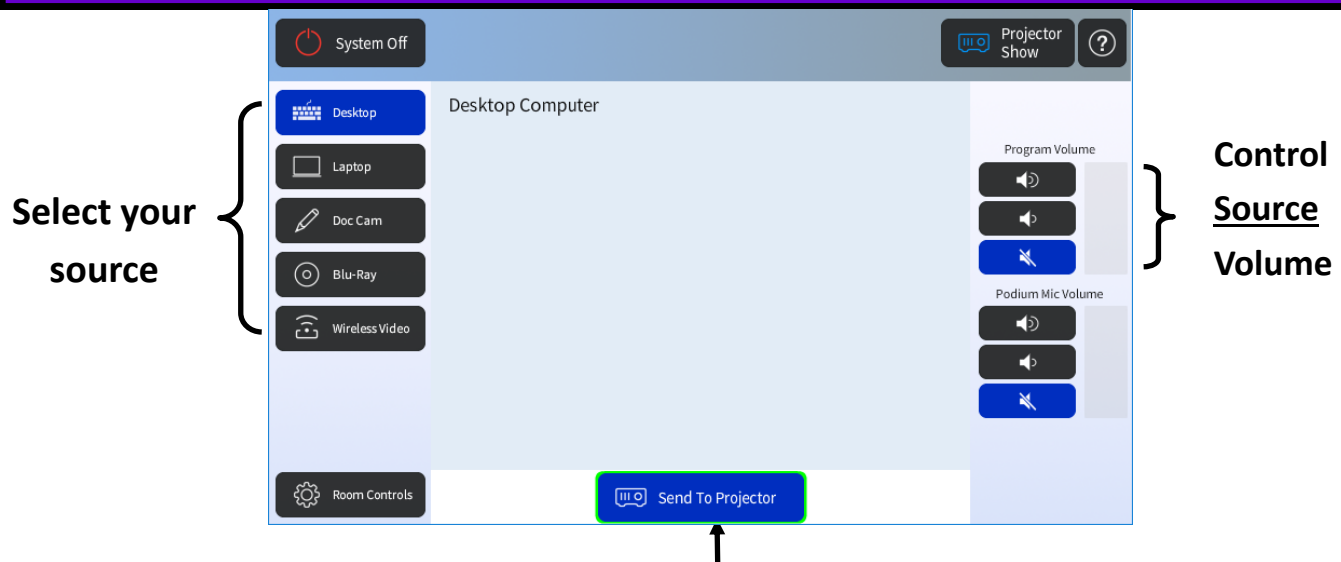 System Off
Projector
Show
?
Desktop
Laptop
Doc Cam
Blu-Ray
Wireless Video
Room Controls
Desktop Computer
Send To Projector
Program Volume
Podium Mic Volume
Select your
source
Control
Source
Volume